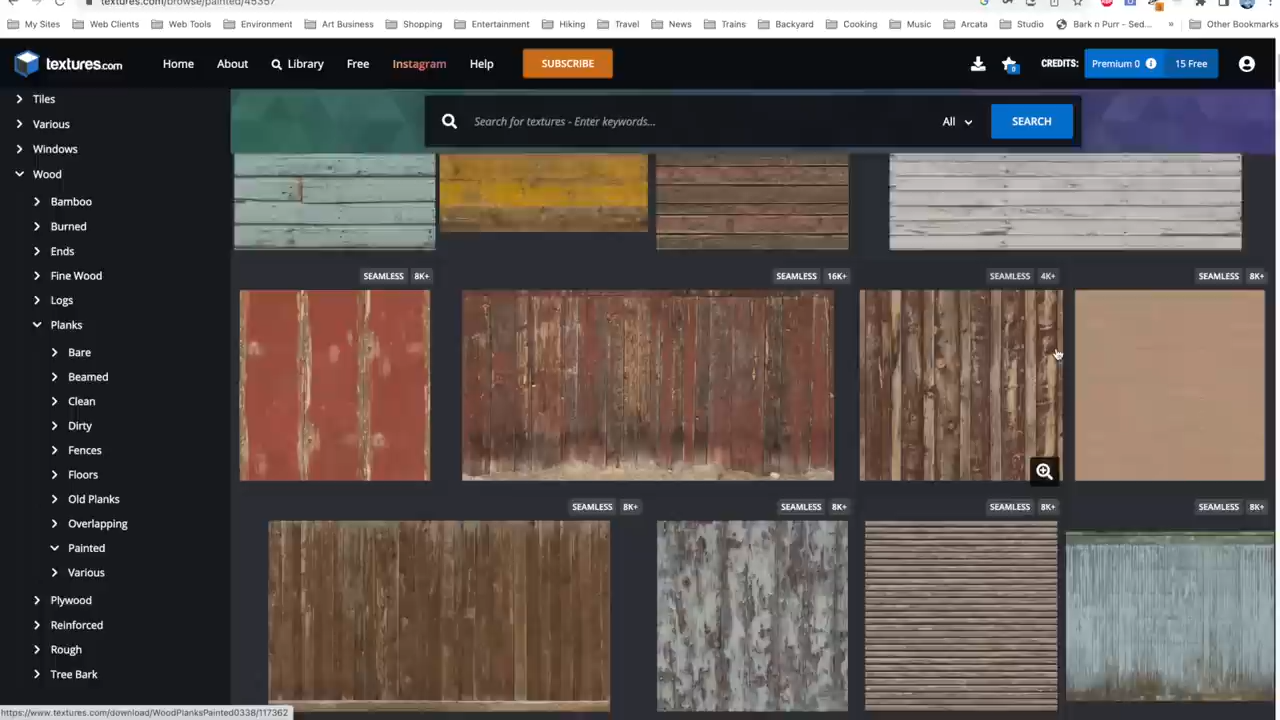 textures.com/browse/painted/45357
My Sites Web Clients Web Tools Environment Art Business Shopping Entertainment Hiking Travel News Trains Backyard Cooking Music Arcata Studio Bark n Purr - Sed... » Other Bookmarks
textures.com Home About Library Free Instagram Help SUBSCRIBE CREDITS: Premium 0 15 Free
0
Tiles
Search for textures - Enter keywords... All SEARCH
Various
Windows
Wood
Bamboo
Burned
Ends
Fine Wood
SEAMLESS 8K+ SEAMLESS 16K+ SEAMLESS 4K+ SEAMLESS 8K+
Logs
Planks
Bare
Beamed
Clean
Dirty
Fences
Floors
Old Planks
SEAMLESS 8K+ SEAMLESS 8K+ SEAMLESS 8K+ SEAMLESS 8K+
Overlapping
Painted
Various
Plywood
Reinforced
Rough
Tree Bark
https://www.textures.com/download/WoodPlanksPainted0338/117362